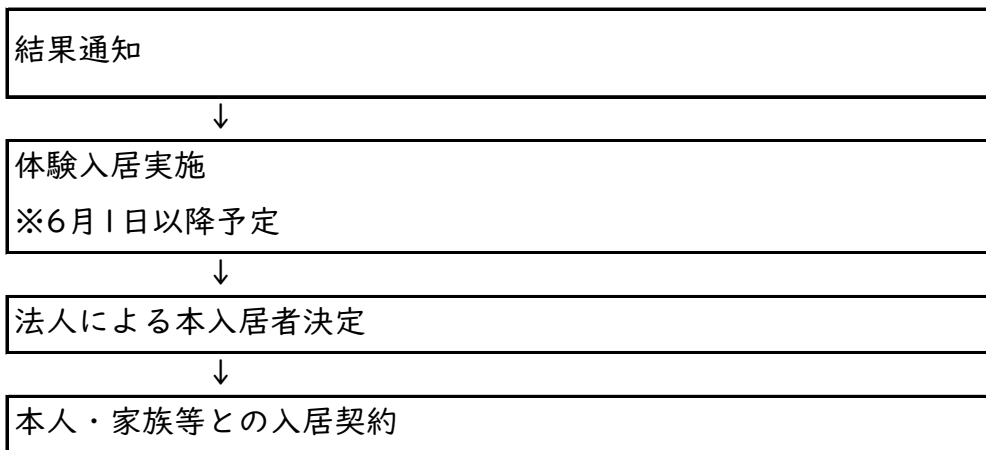 結果通知
↓
体験入居実施
※6月1日以降予定
↓
法人による本入居者決定
↓
本人・家族等との入居契約